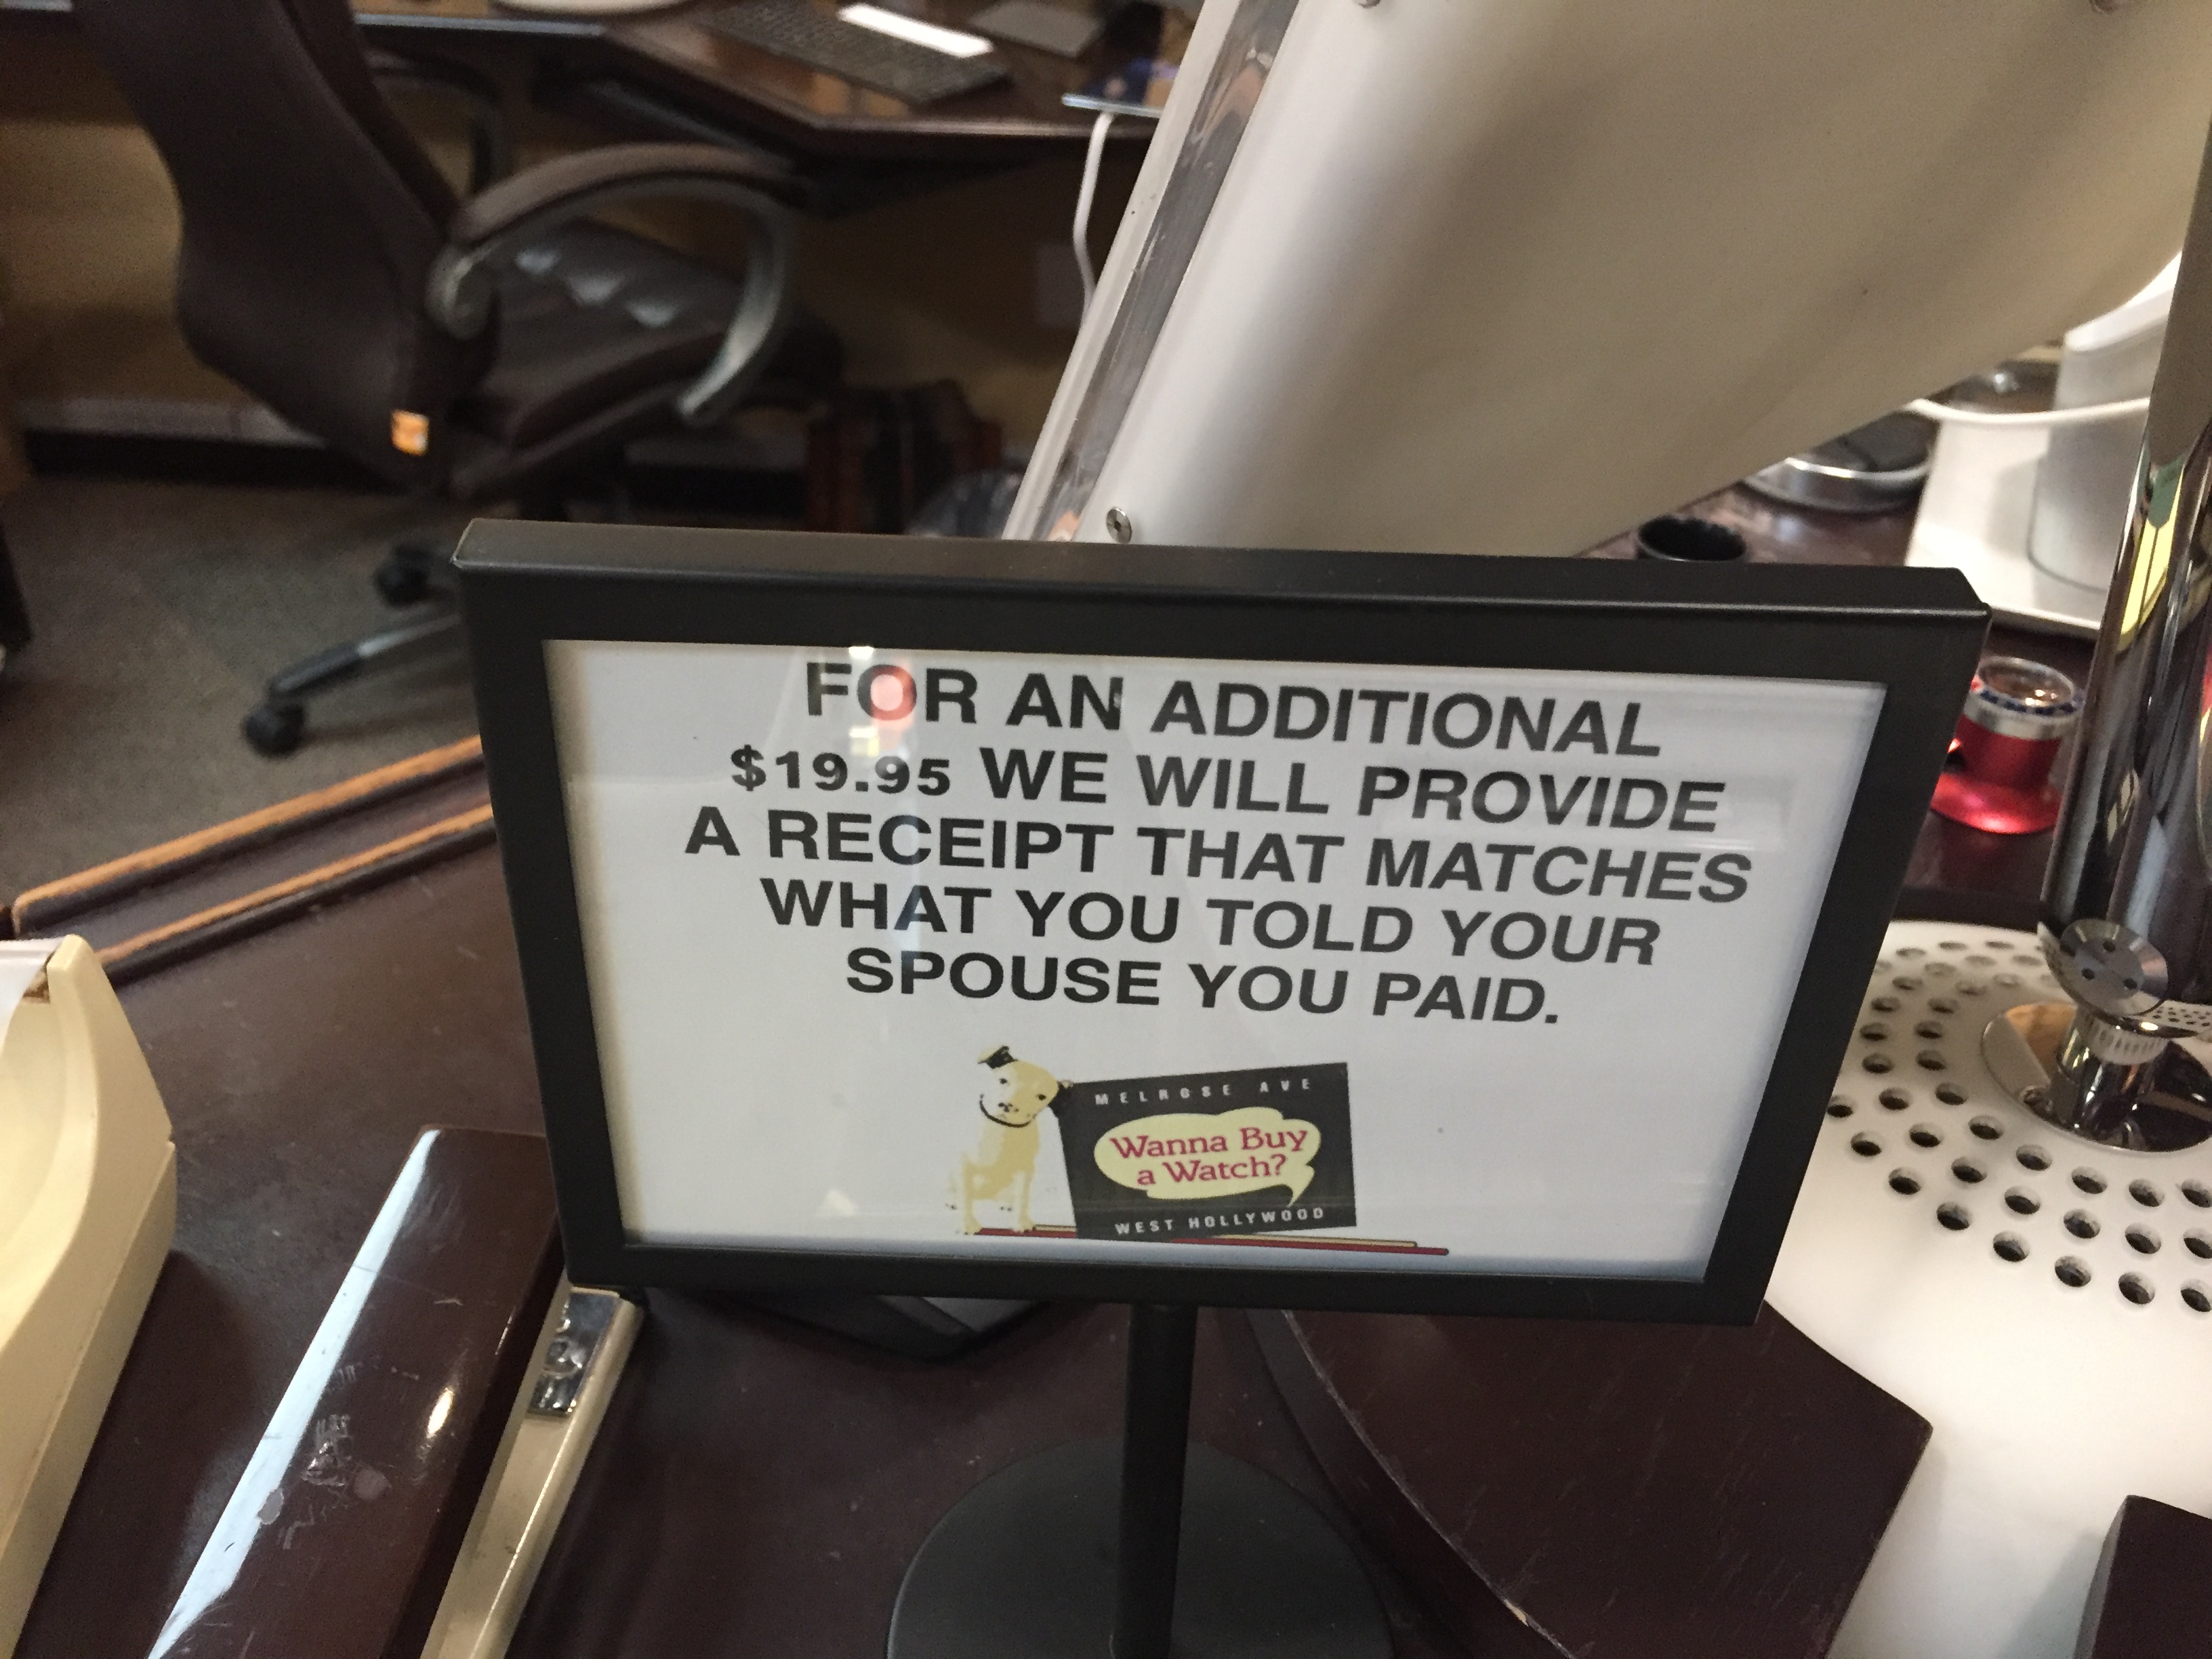 FOR AN ADDITIONAL
$19.95 WE WILL PROVIDE
A RECEIPT THAT MATCHES
WHAT YOU TOLD YOUR
SPOUSE YOU PAID.
MELROSE AVE
Wanna Buy
a Watch?
WEST HOLLYWOOD